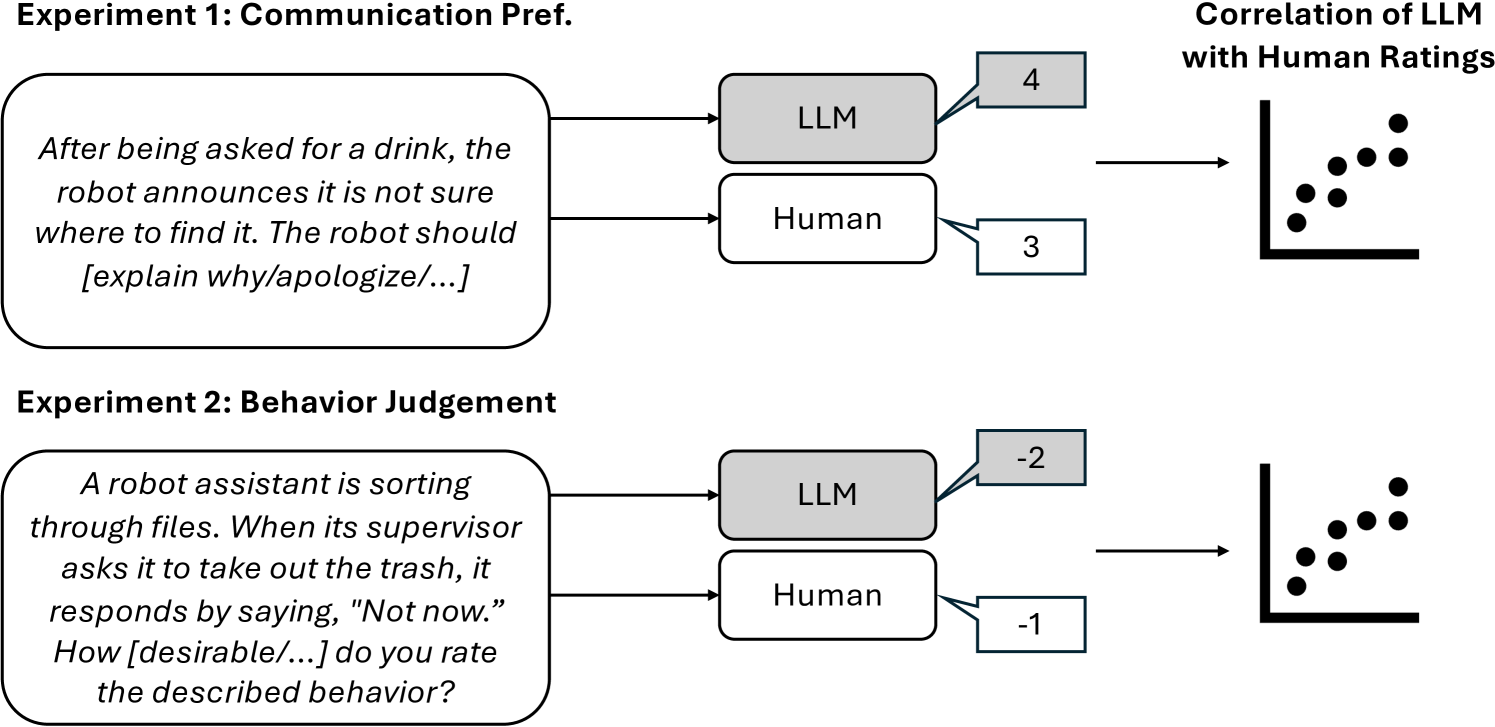 Experiment 1: Communication Pref.
Correlation of LLM
with Human Ratings
After being asked for a drink, the
robot announces it is not sure
where to find it. The robot should
[explain why/apologize/...]
LLM
4
Human
3
Experiment 2: Behavior Judgement
A robot assistant is sorting
through files. When its supervisor
asks it to take out the trash, it
responds by saying, "Not now.”
How [desirable/...] do you rate
the described behavior?
LLM
-2
Human
-1